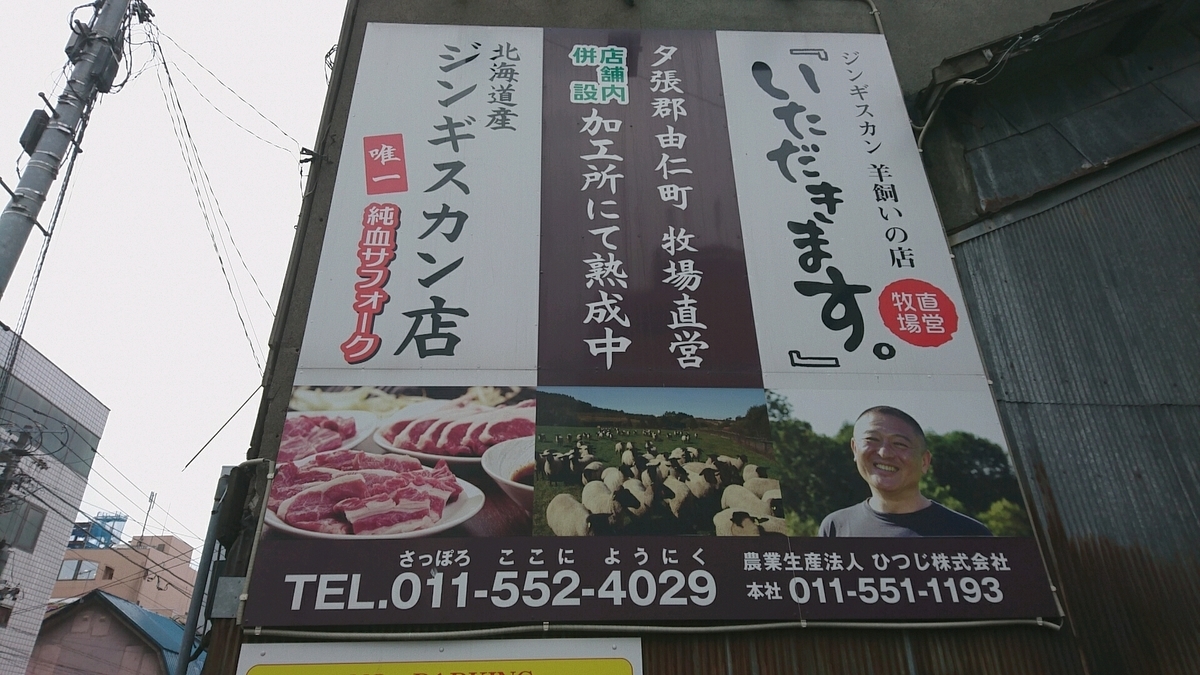 ジンギスカン 羊飼いの店
『いただきます。』
直営
牧場
夕張郡由仁町 牧場直営
店舗内
併設
加工所にて熟成中
北海道産
ジンギスカン店
唯一
純血サフォーク
さっぽろ ここに ようにく
TEL.011-552-4029
農業生産法人 ひつじ株式会社
本社 011-551-1193
PARKING